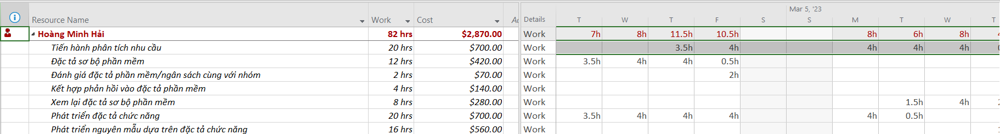 Mar 5, '23
Resource Name Work Cost Details T W T F S S M T W T
Hoàng Minh Hải 82 hrs $2,870.00 Work 7h 8h 11.5h 10.5h 8h 6h 8h
Tiến hành phân tích nhu cầu 20 hrs $700.00 Work 3.5h 4h 4h 4h 4h
Đặc tả sơ bộ phần mềm 12 hrs $420.00 Work 3.5h 4h 4h 0.5h
Đánh giá đặc tả phần mềm/ngân sách cùng với nhóm 2 hrs $70.00 Work 2h
Kết hợp phản hồi vào đặc tả phần mềm 4 hrs $140.00 Work
Xem lại đặc tả sơ bộ phần mềm 8 hrs $280.00 Work 1.5h 4h
Phát triển đặc tả chức năng 20 hrs $700.00 Work 3.5h 4h 4h 4h 4h 0.5h
Phát triển nguyên mẫu dựa trên đặc tả chức năng 16 hrs $560.00 Work